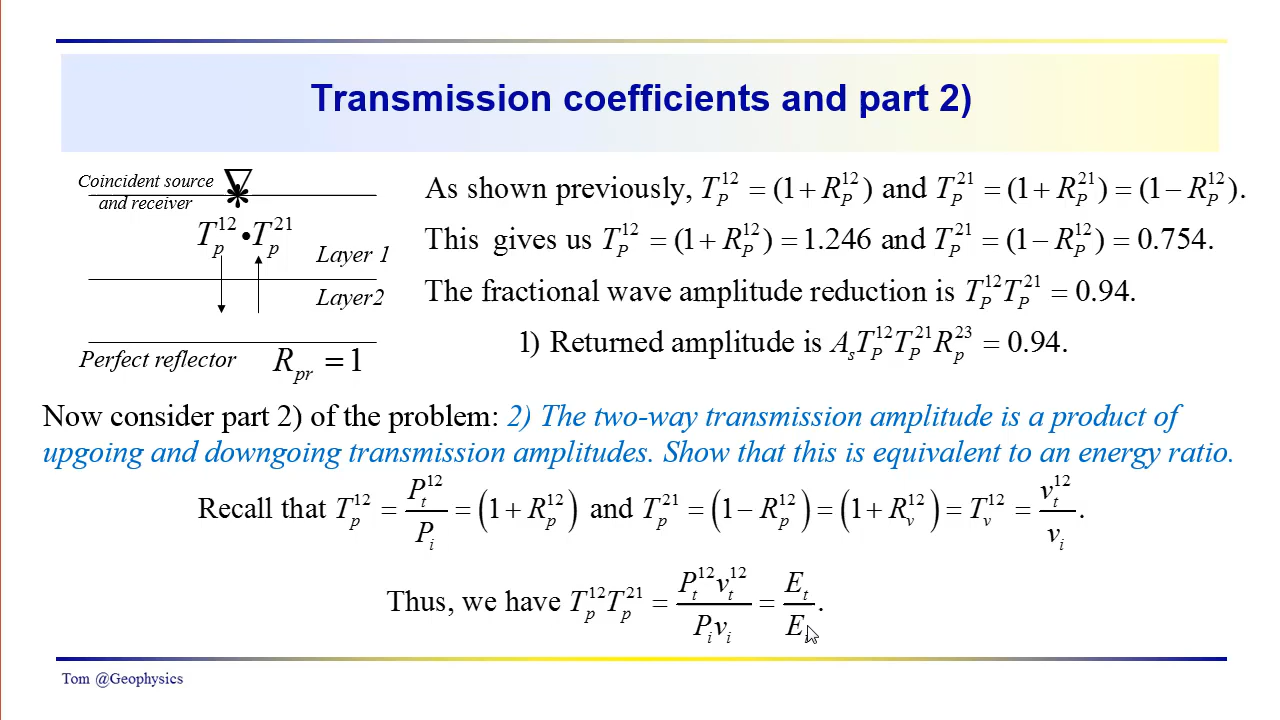 Transmission coefficients and part 2)
Coincident source
and receiver
T_p^{12} • T_p^{21}
Layer 1
Layer2
Perfect reflector
R_{pr} = 1
As shown previously, T_P^{12} = (1 + R_P^{12}) and T_P^{21} = (1 + R_P^{21}) = (1 − R_P^{12}).
This gives us T_P^{12} = (1 + R_P^{12}) = 1.246 and T_P^{21} = (1 − R_P^{12}) = 0.754.
The fractional wave amplitude reduction is T_P^{12} T_P^{21} = 0.94.
1) Returned amplitude is A_s T_P^{12} T_P^{21} R_p^{23} = 0.94.
Now consider part 2) of the problem: 2) The two-way transmission amplitude is a product of
upgoing and downgoing transmission amplitudes. Show that this is equivalent to an energy ratio.
Recall that T_p^{12} = P_t^{12} / P_i = (1 + R_p^{12}) and T_p^{21} = (1 − R_p^{12}) = (1 + R_v^{12}) = T_v^{12} = v_t^{12} / v_i.
Thus, we have T_p^{12} T_p^{21} = P_t^{12} v_t^{12} / P_i v_i = E_t / E_i.
Tom @Geophysics